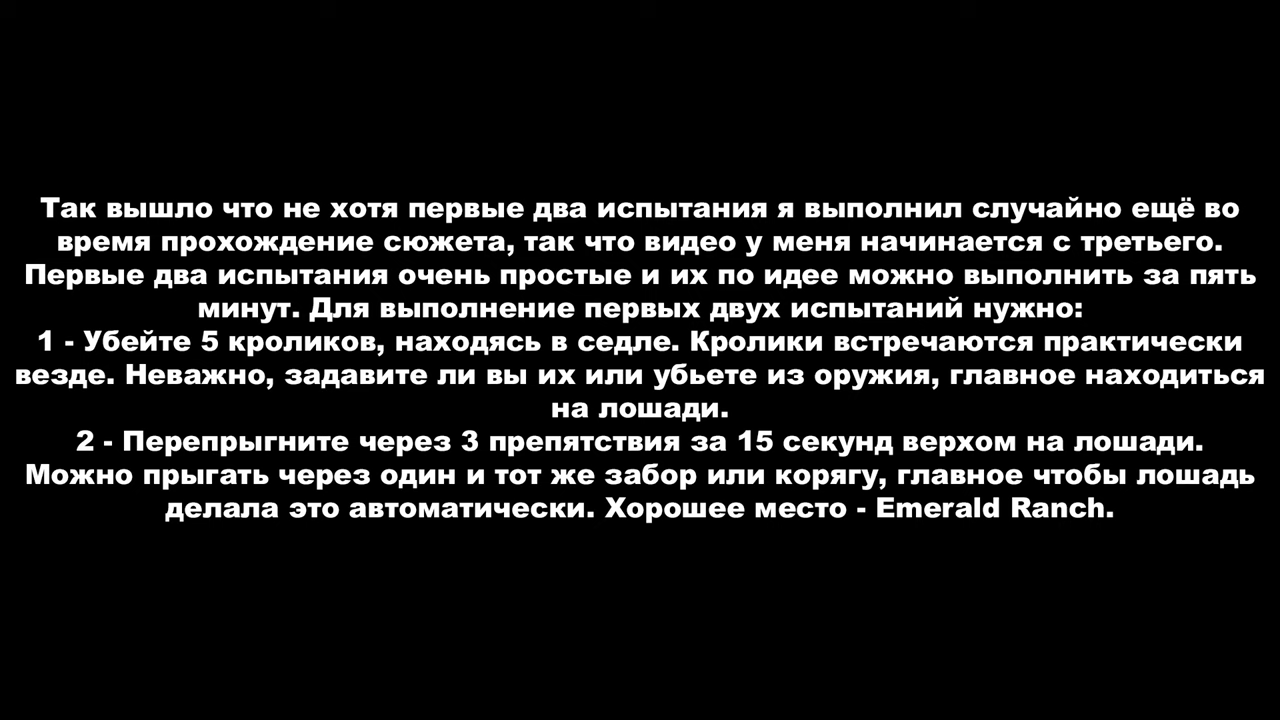 Так вышло что не хотя первые два испытания я выполнил случайно ещё во
время прохождение сюжета, так что видео у меня начинается с третьего.
Первые два испытания очень простые и их по идее можно выполнить за пять
минут. Для выполнение первых двух испытаний нужно:
1 - Убейте 5 кроликов, находясь в седле. Кролики встречаются практически
везде. Неважно, задавите ли вы их или убьете из оружия, главное находиться
на лошади.
2 - Перепрыгните через 3 препятствия за 15 секунд верхом на лошади.
Можно прыгать через один и тот же забор или корягу, главное чтобы лошадь
делала это автоматически. Хорошее место - Emerald Ranch.